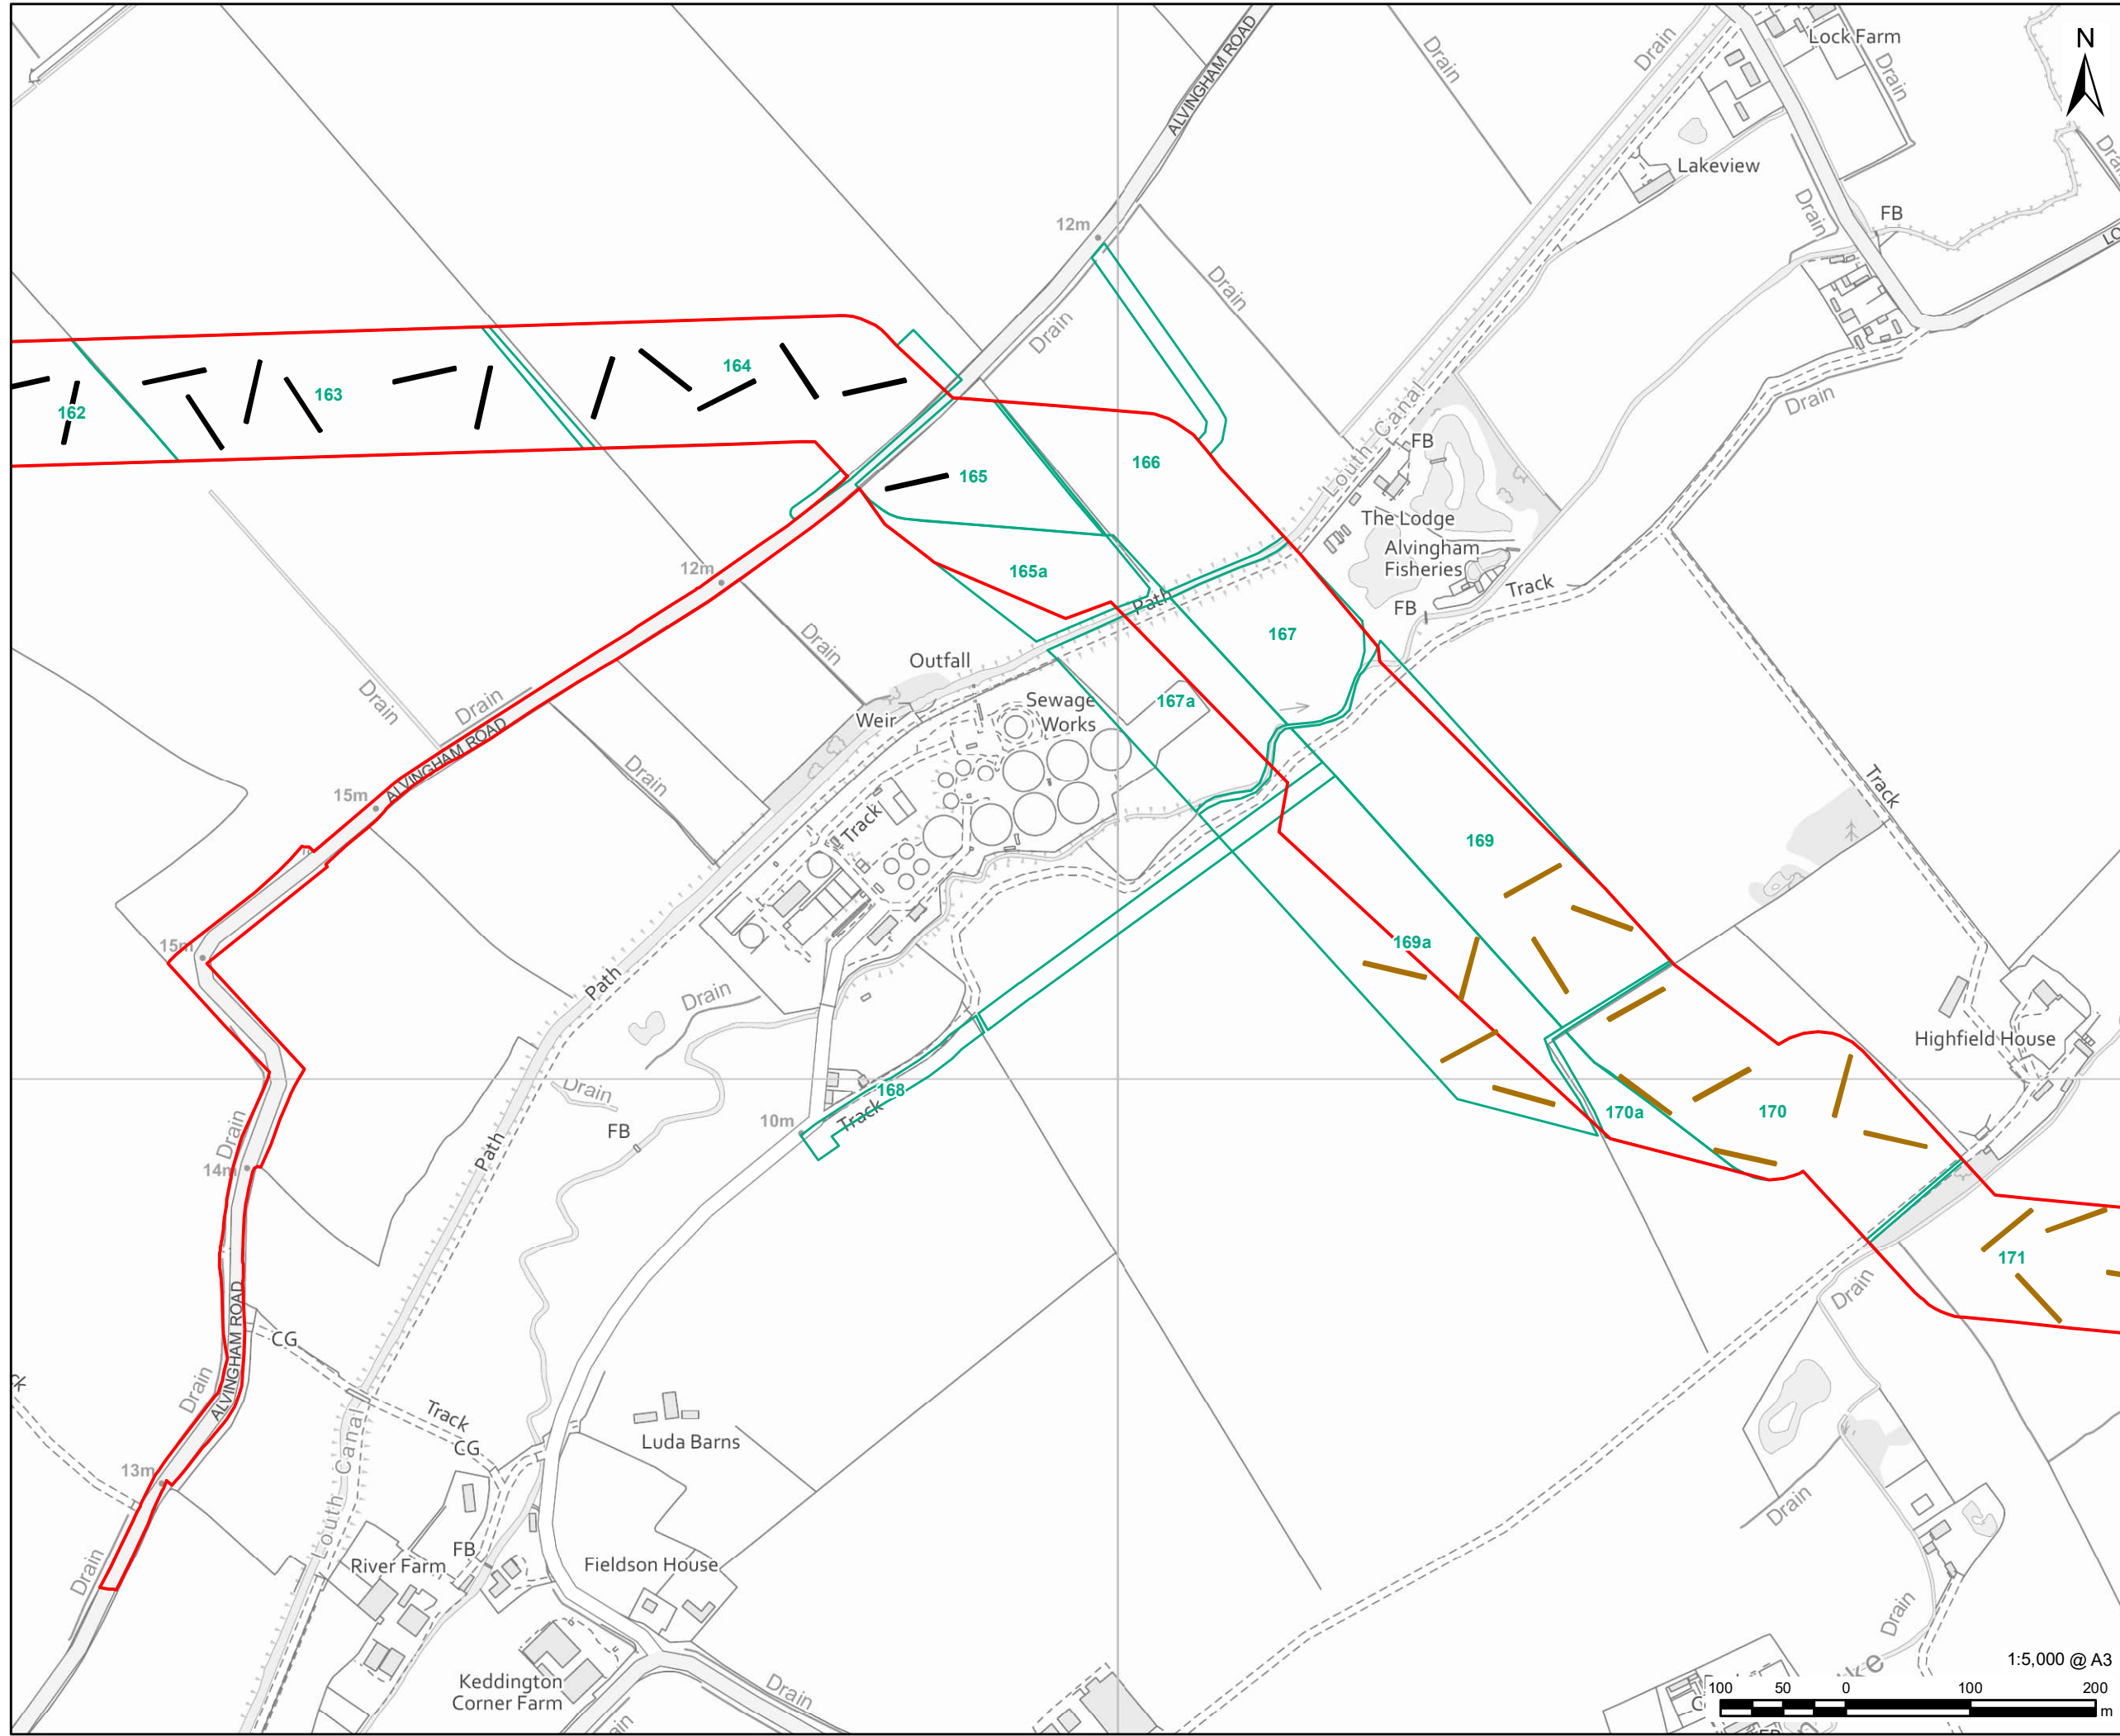 Lock Farm
N
Drain
Drain
Drain
ALVINGHAM ROAD
Lakeview
Drain
FB
12m
Drain
Drain
164
163
162
165
166
Louth Canal
FB
Drain
The Lodge
Alvingham
Fisheries
165a
12m
Path
FB
Track
Drain
167
Outfall
167a
Sewage
Works
Weir
Drain
Drain
ALVINGHAM ROAD
Drain
15m
Track
Track
169
15m
169a
Path
Drain
Highfield House
168
Track
10m
170a
170
Drain
FB
Drain
14m
Path
171
Drain
ALVINGHAM ROAD
CG
Drain
Track
CG
Luda Barns
13m
Louth Canal
Drain
Drain
River Farm
FB
Fieldson House
Drain
Keddington
Corner Farm
Drain
1:5,000 @ A3
100 50 0 100 200
m